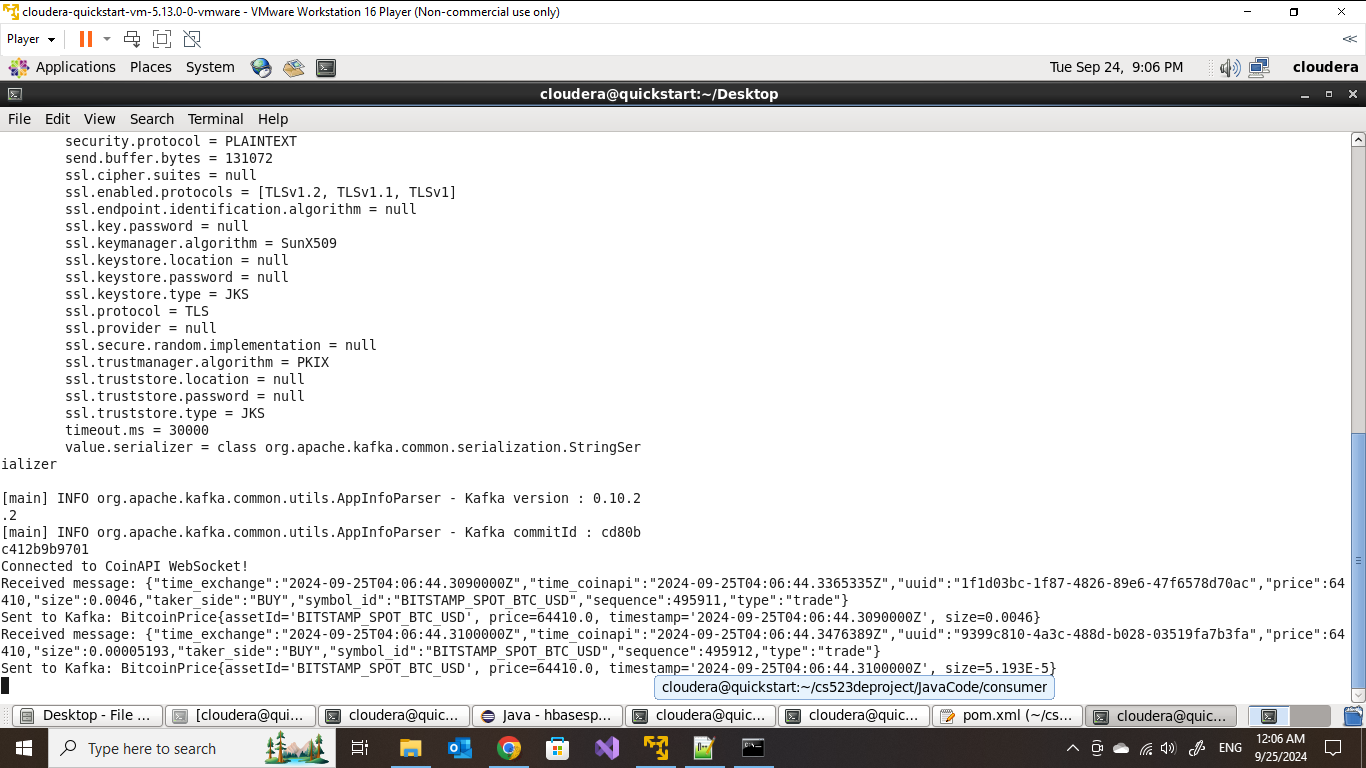 cloudera-quickstart-vm-5.13.0-0-vmware - VMware Workstation 16 Player (Non-commercial use only)
Player
Applications Places System Tue Sep 24, 9:06 PM cloudera
cloudera@quickstart:~/Desktop
File Edit View Search Terminal Help
security.protocol = PLAINTEXT
send.buffer.bytes = 131072
ssl.cipher.suites = null
ssl.enabled.protocols = [TLSv1.2, TLSv1.1, TLSv1]
ssl.endpoint.identification.algorithm = null
ssl.key.password = null
ssl.keymanager.algorithm = SunX509
ssl.keystore.location = null
ssl.keystore.password = null
ssl.keystore.type = JKS
ssl.protocol = TLS
ssl.provider = null
ssl.secure.random.implementation = null
ssl.trustmanager.algorithm = PKIX
ssl.truststore.location = null
ssl.truststore.password = null
ssl.truststore.type = JKS
timeout.ms = 30000
value.serializer = class org.apache.kafka.common.serialization.StringSer
ializer
[main] INFO org.apache.kafka.common.utils.AppInfoParser - Kafka version : 0.10.2
.2
[main] INFO org.apache.kafka.common.utils.AppInfoParser - Kafka commitId : cd80b
c412b9b9701
Connected to CoinAPI WebSocket!
Received message: {"time_exchange":"2024-09-25T04:06:44.3090000Z","time_coinapi":"2024-09-25T04:06:44.3365335Z","uuid":"1f1d03bc-1f87-4826-89e6-47f6578d70ac","price":64
410,"size":0.0046,"taker_side":"BUY","symbol_id":"BITSTAMP_SPOT_BTC_USD","sequence":495911,"type":"trade"}
Sent to Kafka: BitcoinPrice{assetId='BITSTAMP_SPOT_BTC_USD', price=64410.0, timestamp='2024-09-25T04:06:44.3090000Z', size=0.0046}
Received message: {"time_exchange":"2024-09-25T04:06:44.3100000Z","time_coinapi":"2024-09-25T04:06:44.3476389Z","uuid":"9399c810-4a3c-488d-b028-03519fa7b3fa","price":64
410,"size":0.00005193,"taker_side":"BUY","symbol_id":"BITSTAMP_SPOT_BTC_USD","sequence":495912,"type":"trade"}
Sent to Kafka: BitcoinPrice{assetId='BITSTAMP_SPOT_BTC_USD', price=64410.0, timestamp='2024-09-25T04:06:44.3100000Z', size=5.193E-5}
cloudera@quickstart:~/cs523deproject/JavaCode/consumer
Desktop - File ... [cloudera@qui... cloudera@quic... Java - hbasesp... cloudera@quic... cloudera@quic... pom.xml (~/cs... cloudera@quic...
Type here to search ENG 12:06 AM
9/25/2024